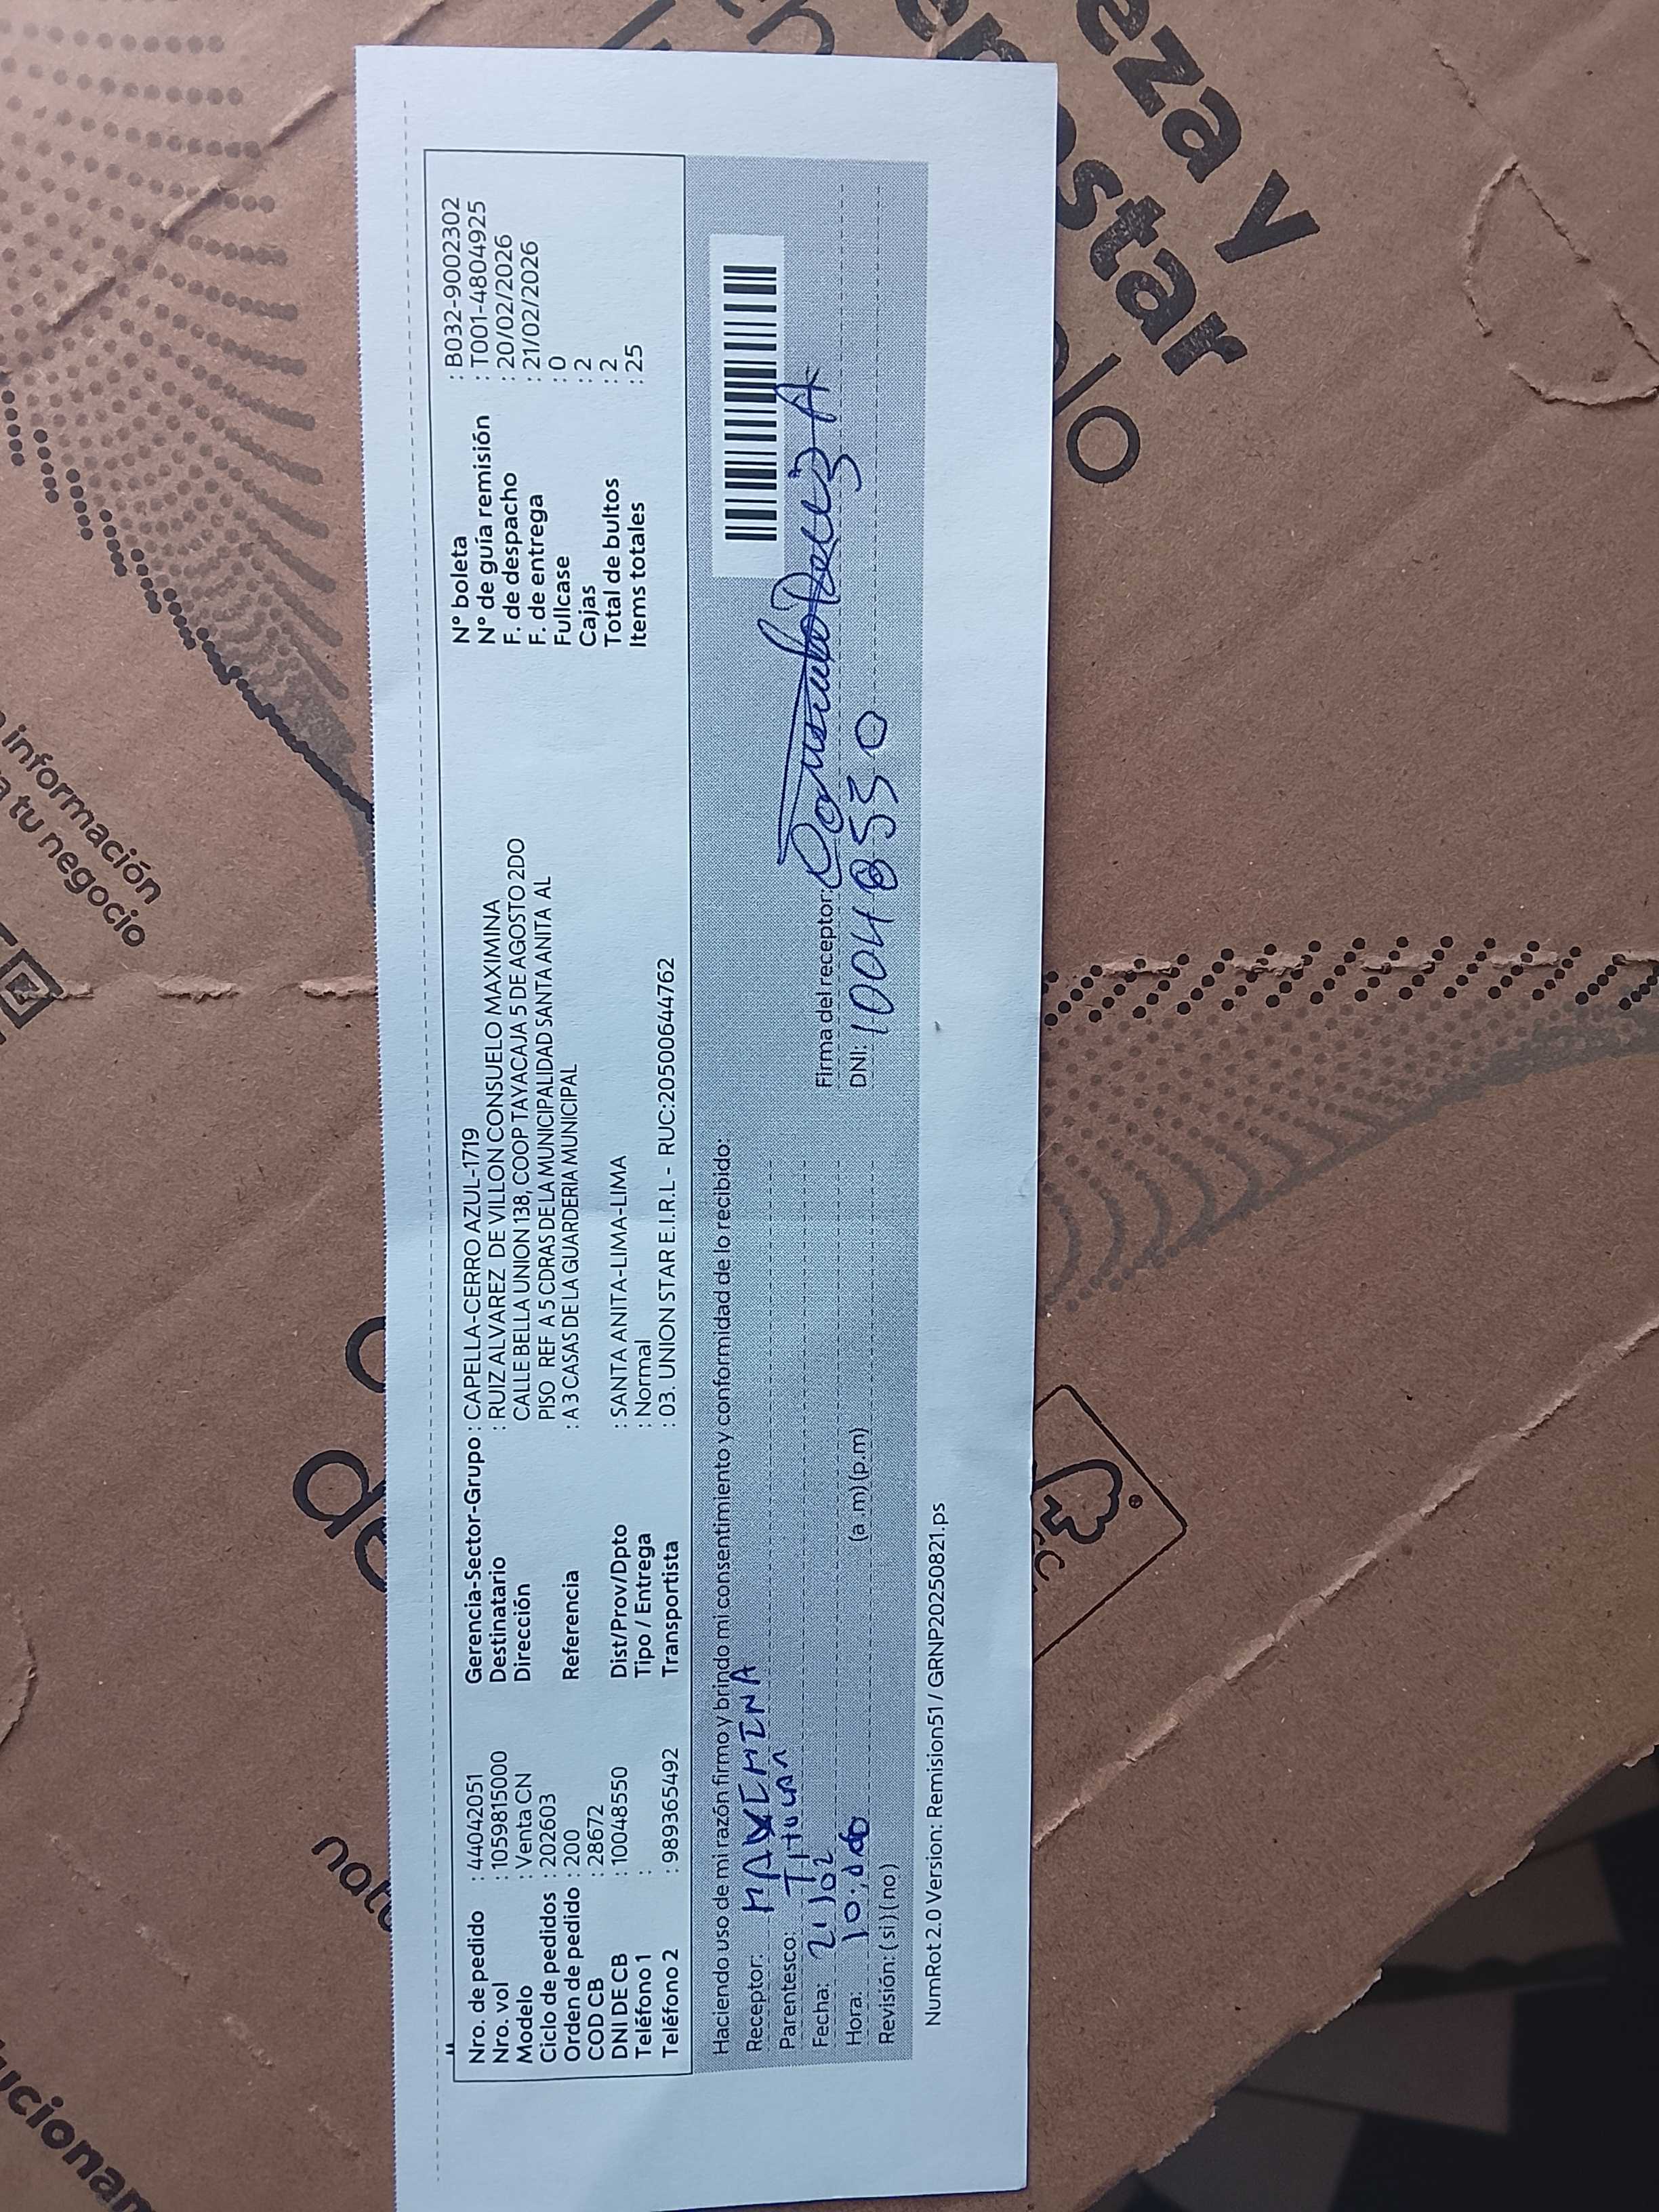 Nro. de pedido : 44042051
Nro. vol : 1059815000
Modelo : Venta CN
Ciclo de pedidos : 202603
Orden de pedido : 200
COD CB : 28672
DNI DE CB : 10048550
Teléfono 1 :
Teléfono 2 : 989365492
Gerencia-Sector-Grupo : CAPELLA-CERRO AZUL-1719
Destinatario : RUIZ ALVAREZ DE VILLON CONSUELO MAXIMINA
Dirección CALLE BELLA UNION 138, COOP TAYACAJA 5 DE AGOSTO 2DO
PISO REF A 5 CDRAS DE LA MUNICIPALIDAD SANTA ANITA AL
Referencia : A 3 CASAS DE LA GUARDERIA MUNICIPAL
Dist/Prov/Dpto : SANTA ANITA-LIMA-LIMA
Tipo / Entrega : Normal
Transportista : 03. UNION STAR E.I.R.L - RUC:20500644762
N° boleta : B032-9002302
N° de guía remisión : T001-4804925
F. de despacho : 20/02/2026
F. de entrega : 21/02/2026
Fullcase : 0
Cajas : 2
Total de bultos : 2
Items totales : 25
Haciendo uso de mi razón firmo y brindo mi consentimiento y conformidad de lo recibido:
Receptor:
Parentesco: Titular
Fecha: 21/02
Hora: (a.m) (p.m)
Revisión: (si) (no)
Firma del receptor:
DNI:
NumRot 2.0 Version: Remision51 / GRNP20250821.ps
información
tu negocio
eza y
star